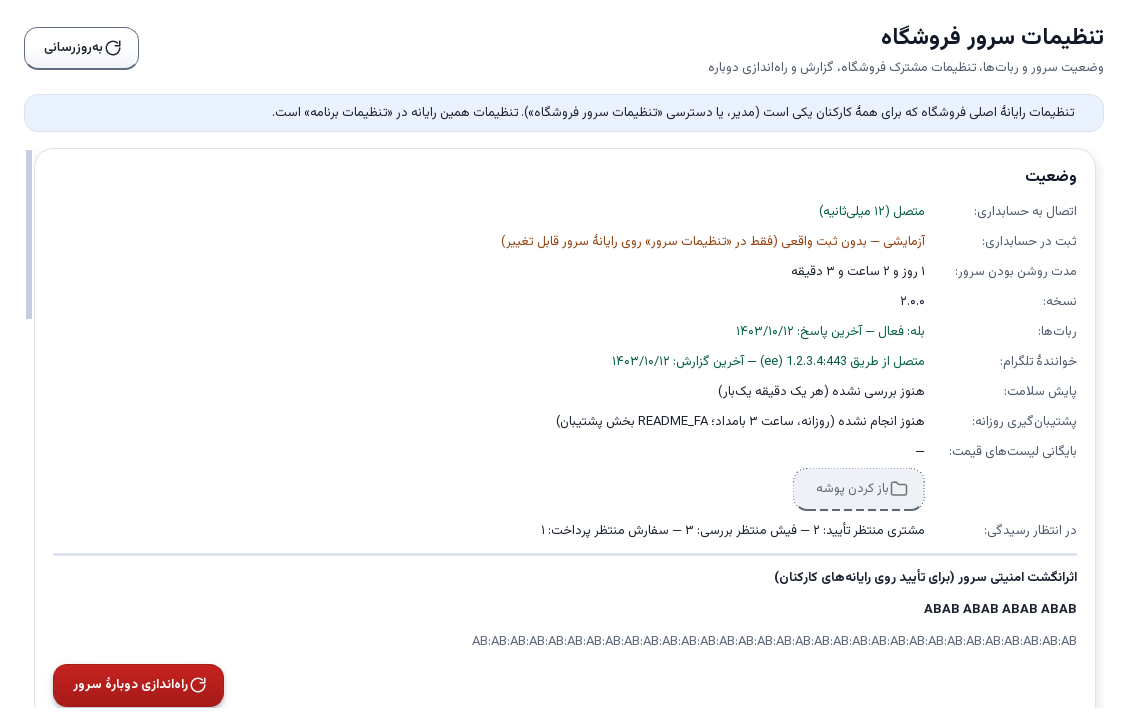 تنظیمات سرور فروشگاه
به‌روزرسانی
وضعیت سرور و ربات‌ها، تنظیمات مشترک فروشگاه، گزارش و راه‌اندازی دوباره
تنظیمات رایانهٔ اصلی فروشگاه که برای همهٔ کارکنان یکی است (مدیر، یا دسترسی «تنظیمات سرور فروشگاه»). تنظیمات همین رایانه در «تنظیمات برنامه» است.
وضعیت
اتصال به حسابداری: متصل (۱۲ میلی‌ثانیه)
ثبت در حسابداری: آزمایشی — بدون ثبت واقعی (فقط در «تنظیمات سرور» روی رایانهٔ سرور قابل تغییر)
مدت روشن بودن سرور: ۱ روز و ۲ ساعت و ۳ دقیقه
نسخه: ۲.۰.۰
ربات‌ها: بله: فعال — آخرین پاسخ: ۱۴۰۳/۱۰/۱۲
خوانندهٔ تلگرام: متصل از طریق 1.2.3.4:443 (ee) — آخرین گزارش: ۱۴۰۳/۱۰/۱۲
پایش سلامت: هنوز بررسی نشده (هر یک دقیقه یک‌بار)
پشتیبان‌گیری روزانه: هنوز انجام نشده (روزانه، ساعت ۳ بامداد؛ README_FA بخش پشتیبان)
بایگانی لیست‌های قیمت: —
باز کردن پوشه
در انتظار رسیدگی: مشتری منتظر تأیید: ۲ — فیش منتظر بررسی: ۳ — سفارش منتظر پرداخت: ۱
اثرانگشت امنیتی سرور (برای تأیید روی رایانه‌های کارکنان)
ABAB ABAB ABAB ABAB
AB:AB:AB:AB:AB:AB:AB:AB:AB:AB:AB:AB:AB:AB:AB:AB:AB:AB:AB:AB:AB:AB:AB:AB:AB:AB:AB:AB:AB:AB:AB:AB
راه‌اندازی دوبارهٔ سرور